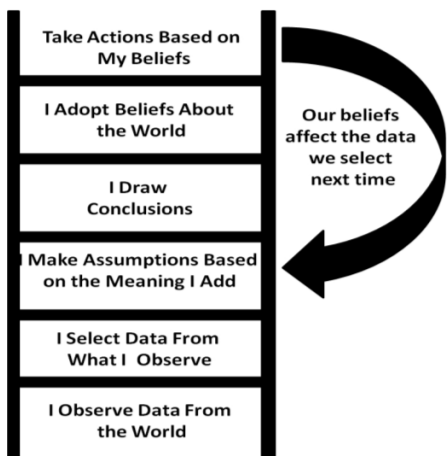 Take Actions Based on
My Beliefs
I Adopt Beliefs About
the World
I Draw
Conclusions
I Make Assumptions Based
on the Meaning I Add
I Select Data From
What I Observe
I Observe Data From
the World
Our beliefs
affect the data
we select
next time